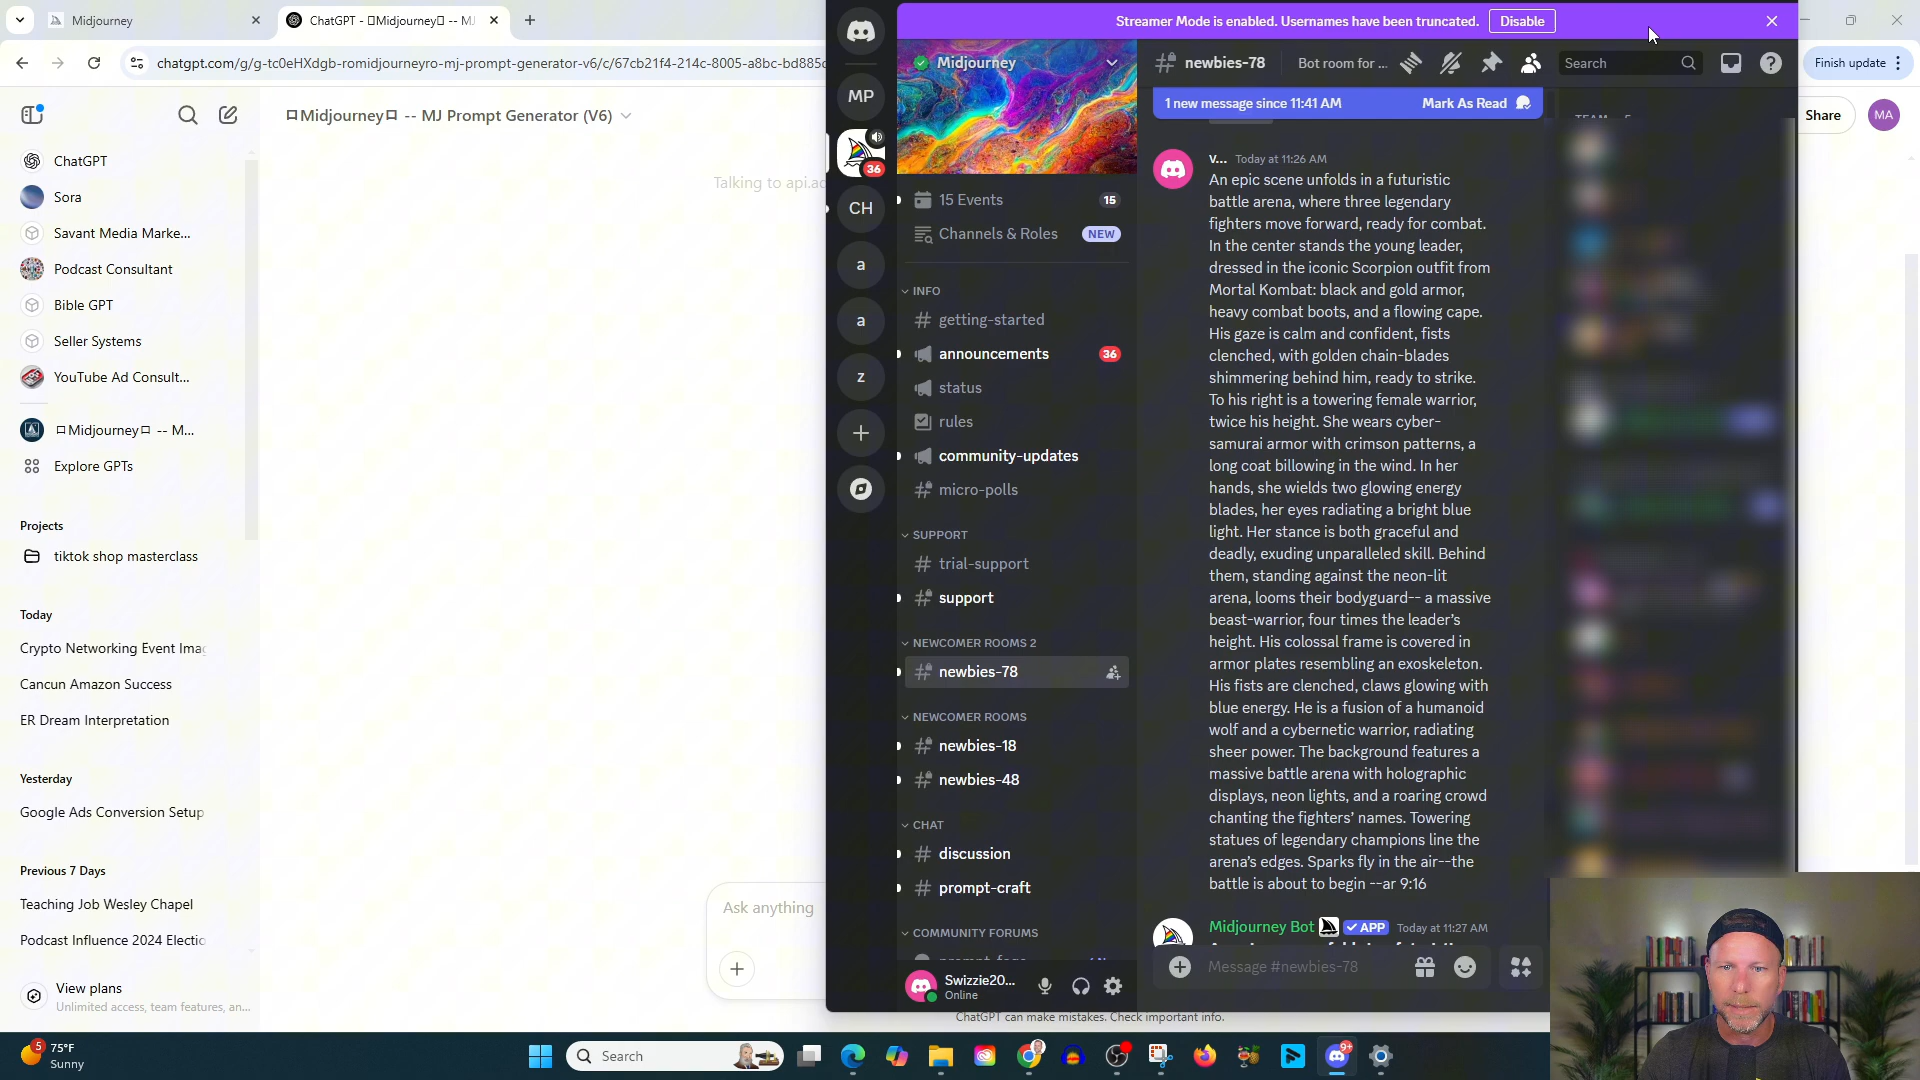 Midjourney
ChatGPT - ㅁMidjourneyㅁ -- MJ
chatgpt.com/g/g-tc0eHXdgb-romidjourneyro-mj-prompt-generator-v6/c/67cb21f4-214c-8005-a8bc-bd885c
Finish update
ㅁMidjourneyㅁ -- MJ Prompt Generator (V6)
Share
MA
Talking to api.ad
ChatGPT
Sora
Savant Media Marke...
Podcast Consultant
Bible GPT
Seller Systems
YouTube Ad Consult...
ㅁMidjourneyㅁ -- M...
Explore GPTs
Projects
tiktok shop masterclass
Today
Crypto Networking Event Imag
Cancun Amazon Success
ER Dream Interpretation
Yesterday
Google Ads Conversion Setup
Previous 7 Days
Teaching Job Wesley Chapel
Podcast Influence 2024 Electio
View plans
Unlimited access, team features, an...
Ask anything
ChatGPT can make mistakes. Check important info.
Streamer Mode is enabled. Usernames have been truncated.
Disable
MP
36
CH
a
a
z
Midjourney
15 Events
15
Channels & Roles
NEW
INFO
getting-started
announcements
36
status
rules
community-updates
micro-polls
SUPPORT
trial-support
support
NEWCOMER ROOMS 2
newbies-78
NEWCOMER ROOMS
newbies-18
newbies-48
CHAT
discussion
prompt-craft
COMMUNITY FORUMS
Swizzie20...
Online
newbies-78
Bot room for ...
Search
1 new message since 11:41 AM
Mark As Read
V... Today at 11:26 AM
An epic scene unfolds in a futuristic
battle arena, where three legendary
fighters move forward, ready for combat.
In the center stands the young leader,
dressed in the iconic Scorpion outfit from
Mortal Kombat: black and gold armor,
heavy combat boots, and a flowing cape.
His gaze is calm and confident, fists
clenched, with golden chain-blades
shimmering behind him, ready to strike.
To his right is a towering female warrior,
twice his height. She wears cyber-
samurai armor with crimson patterns, a
long coat billowing in the wind. In her
hands, she wields two glowing energy
blades, her eyes radiating a bright blue
light. Her stance is both graceful and
deadly, exuding unparalleled skill. Behind
them, standing against the neon-lit
arena, looms their bodyguard-- a massive
beast-warrior, four times the leader's
height. His colossal frame is covered in
armor plates resembling an exoskeleton.
His fists are clenched, claws glowing with
blue energy. He is a fusion of a humanoid
wolf and a cybernetic warrior, radiating
sheer power. The background features a
massive battle arena with holographic
displays, neon lights, and a roaring crowd
chanting the fighters' names. Towering
statues of legendary champions line the
arena's edges. Sparks fly in the air--the
battle is about to begin --ar 9:16
Midjourney Bot
APP
Today at 11:27 AM
Message #newbies-78
5
75°F
Sunny
Search
9+